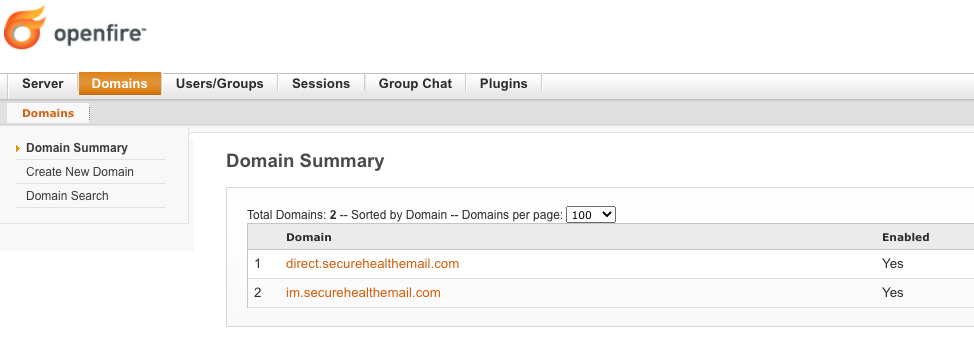 openfire™
Server Domains Users/Groups Sessions Group Chat Plugins
Domains
Domain Summary
Create New Domain
Domain Search
Domain Summary
Total Domains: 2 -- Sorted by Domain -- Domains per page: 100
Domain Enabled
1 direct.securehealthemail.com Yes
2 im.securehealthemail.com Yes